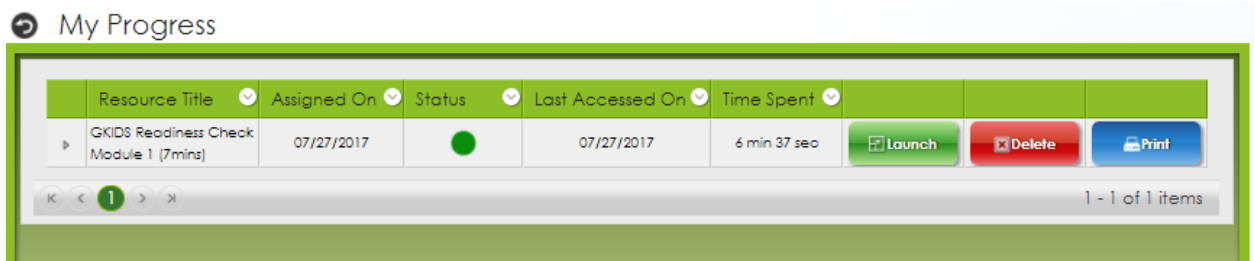 My Progress
Resource Title Assigned On Status Last Accessed On Time Spent
GKIDS Readiness Check
Module 1 (7mins) 07/27/2017 07/27/2017 6 min 37 sec Launch Delete Print
1 1 - 1 of 1 items